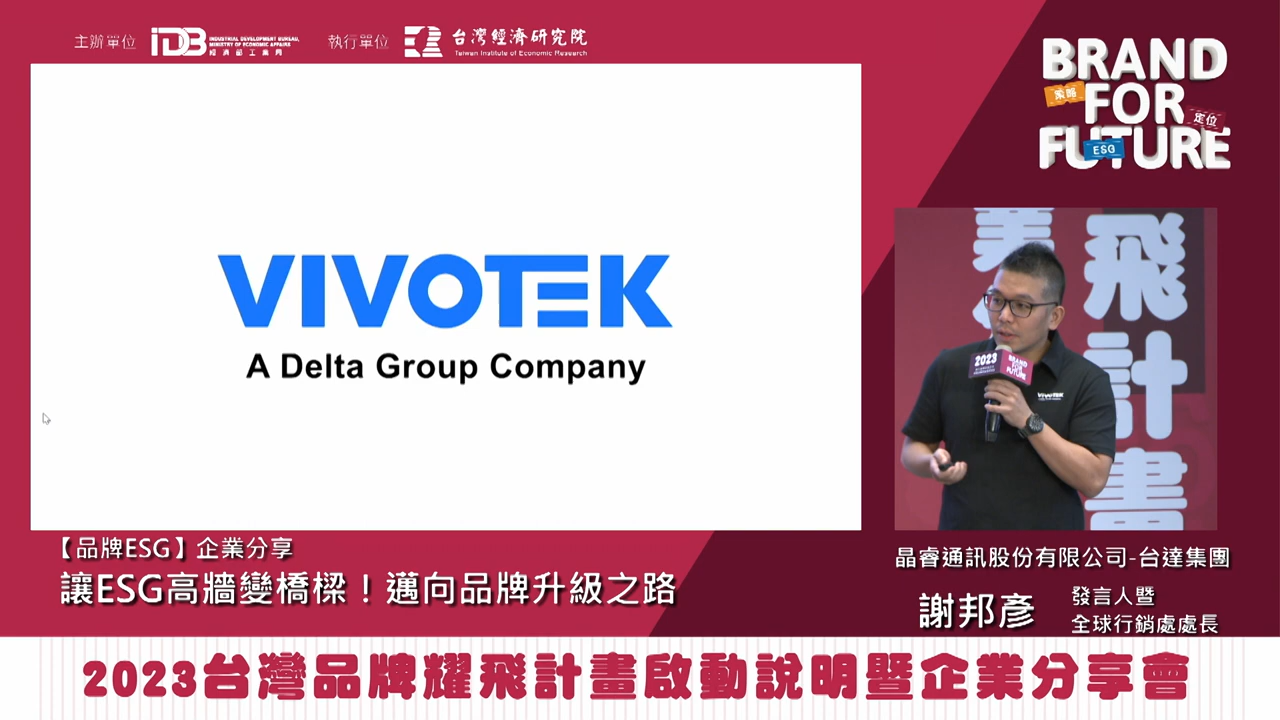 主辦單位
iDB
INDUSTRIAL DEVELOPMENT BUREAU,
MINISTRY OF ECONOMIC AFFAIRS
經濟部工業局
執行單位
台灣經濟研究院
Taiwan Institute of Economic Research
BRAND
策略
FOR
定位
FUTURE
ESG
VIVOTEK
A Delta Group Company
業
飛
計
畫
2023
BRAND
FOR
FUTURE
VIVOTEK
【品牌ESG】企業分享
讓ESG高牆變橋樑！邁向品牌升級之路
晶睿通訊股份有限公司-台達集團
謝邦彥
發言人暨
全球行銷處處長
2023台灣品牌耀飛計畫啟動說明暨企業分享會